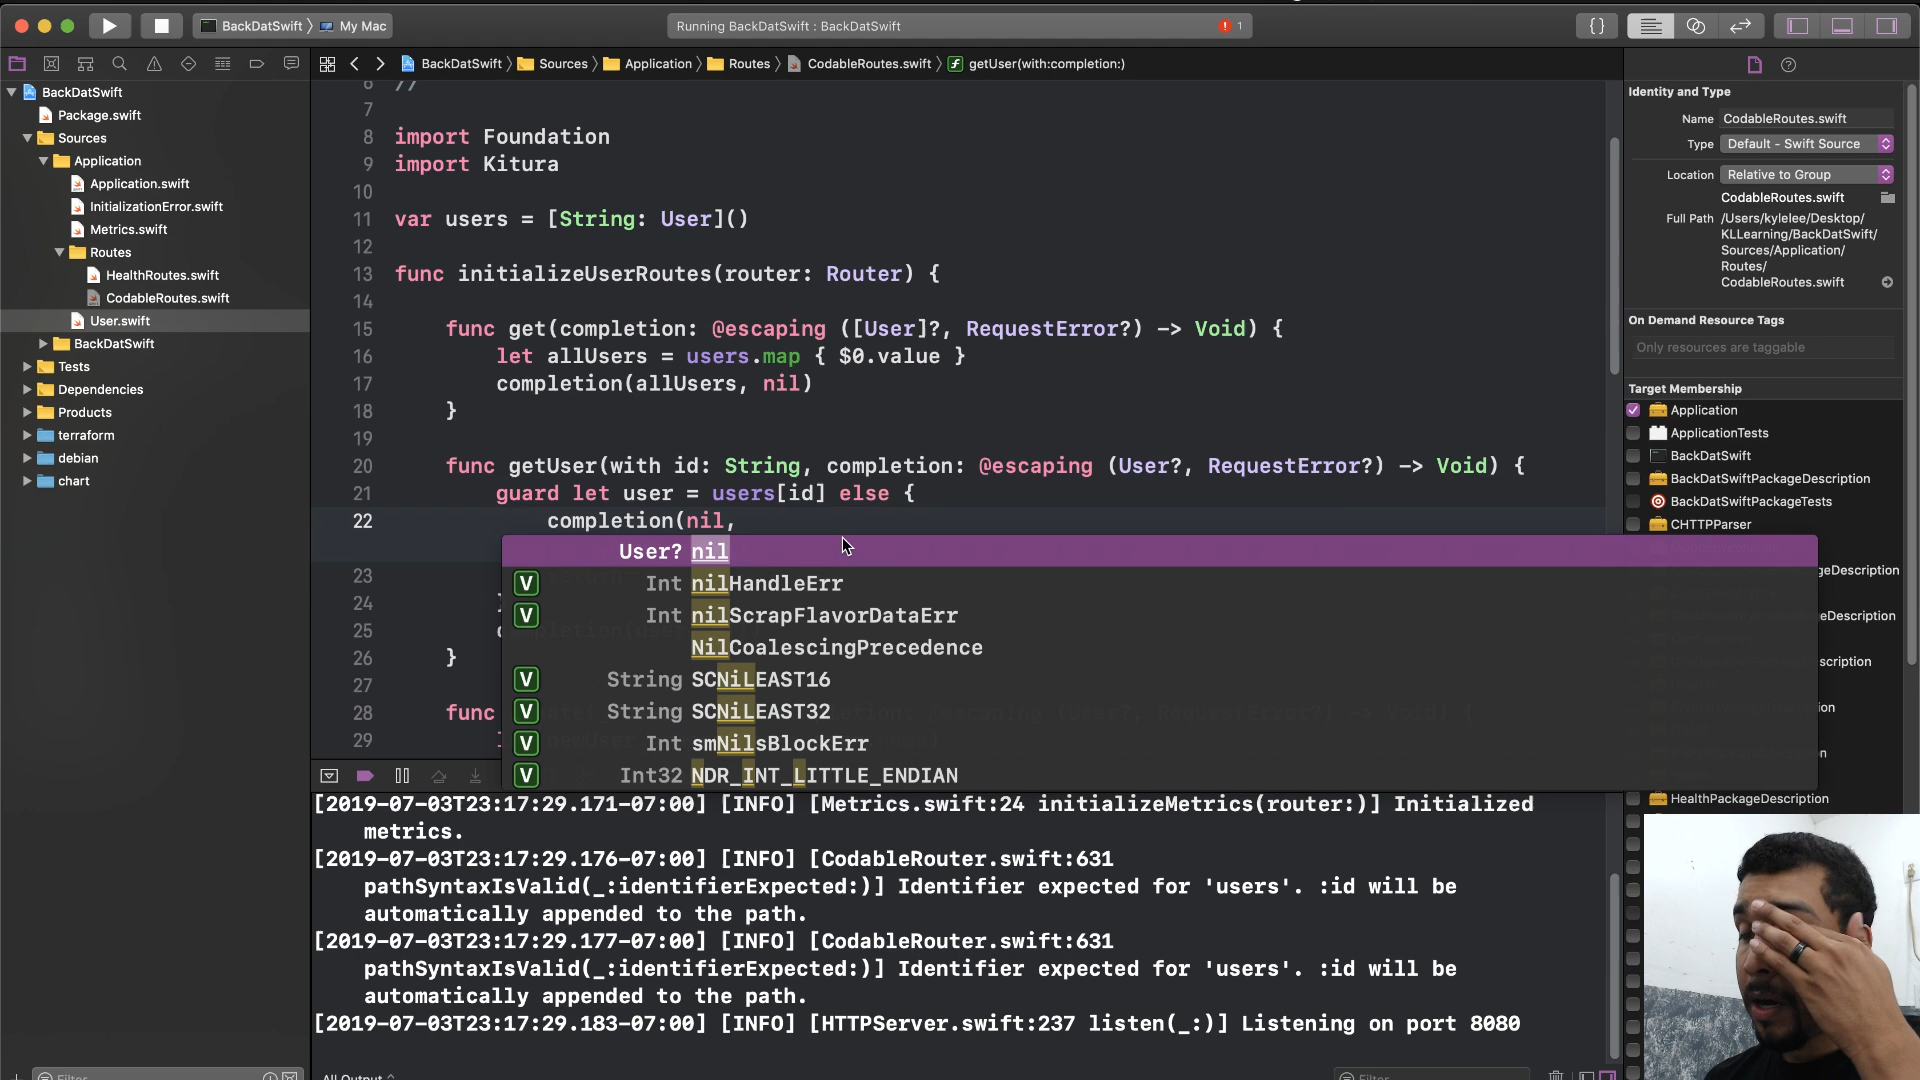 BackDatSwift 〉 My Mac
Running BackDatSwift : BackDatSwift
1
{}
BackDatSwift 〉 Sources 〉 Application 〉 Routes 〉 CodableRoutes.swift 〉 getUser(with:completion:)
BackDatSwift
Package.swift
Sources
Application
Application.swift
InitializationError.swift
Metrics.swift
Routes
HealthRoutes.swift
CodableRoutes.swift
User.swift
BackDatSwift
Tests
Dependencies
Products
terraform
debian
chart
6 //
7
8 import Foundation
9 import Kitura
10
11 var users = [String: User]()
12
13 func initializeUserRoutes(router: Router) {
14
15 func get(completion: @escaping ([User]?, RequestError?) -> Void) {
16 let allUsers = users.map { $0.value }
17 completion(allUsers, nil)
18 }
19
20 func getUser(with id: String, completion: @escaping (User?, RequestError?) -> Void) {
21 guard let user = users[id] else {
22 completion(nil,
User? nil
V Int nilHandleErr
V Int nilScrapFlavorDataErr
NilCoalescingPrecedence
V String SCNiLEAST16
V String SCNiLEAST32
V Int smNilsBlockErr
V Int32 NDR_INT_LITTLE_ENDIAN
23
24
25
26 }
27
28 func
29
[2019-07-03T23:17:29.171-07:00] [INFO] [Metrics.swift:24 initializeMetrics(router:)] Initialized
metrics.
[2019-07-03T23:17:29.176-07:00] [INFO] [CodableRouter.swift:631
pathSyntaxIsValid(_:identifierExpected:)] Identifier expected for 'users'. :id will be
automatically appended to the path.
[2019-07-03T23:17:29.177-07:00] [INFO] [CodableRouter.swift:631
pathSyntaxIsValid(_:identifierExpected:)] Identifier expected for 'users'. :id will be
automatically appended to the path.
[2019-07-03T23:17:29.183-07:00] [INFO] [HTTPServer.swift:237 listen(_:)] Listening on port 8080
Filter
All Output
Filter
Identity and Type
Name CodableRoutes.swift
Type Default - Swift Source
Location Relative to Group
CodableRoutes.swift
Full Path /Users/kylelee/Desktop/
KLLearning/BackDatSwift/
Sources/Application/
Routes/
CodableRoutes.swift
On Demand Resource Tags
Only resources are taggable
Target Membership
Application
ApplicationTests
BackDatSwift
BackDatSwiftPackageDescription
BackDatSwiftPackageTests
CHTTPParser
geDescription
eDescription
scription
ion
n
HealthPackageDescription